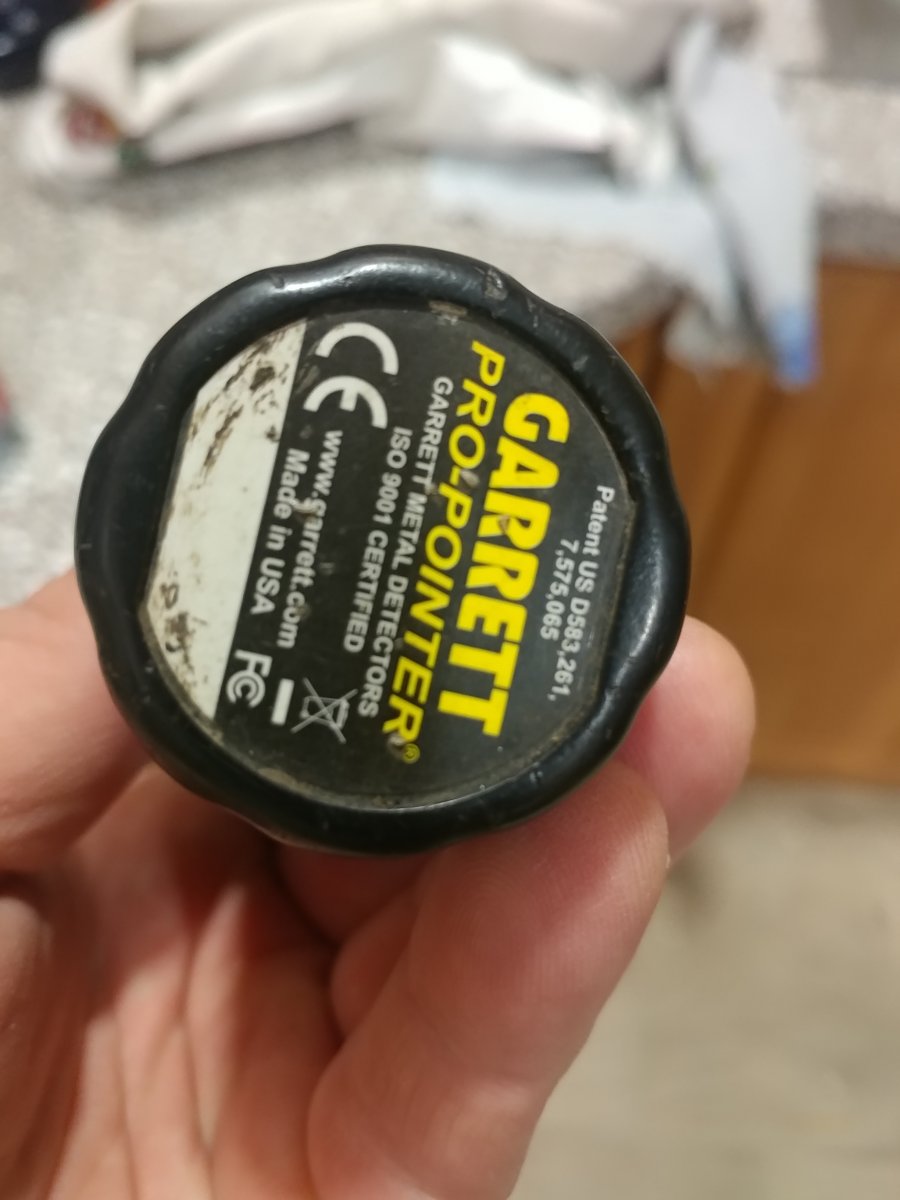 Patent US D583,261,
7,575,065
GARRETT
PRO-POINTER®
GARRETT METAL DETECTORS
ISO 9001 CERTIFIED
CE
www.garrett.com
Made in USA
FC